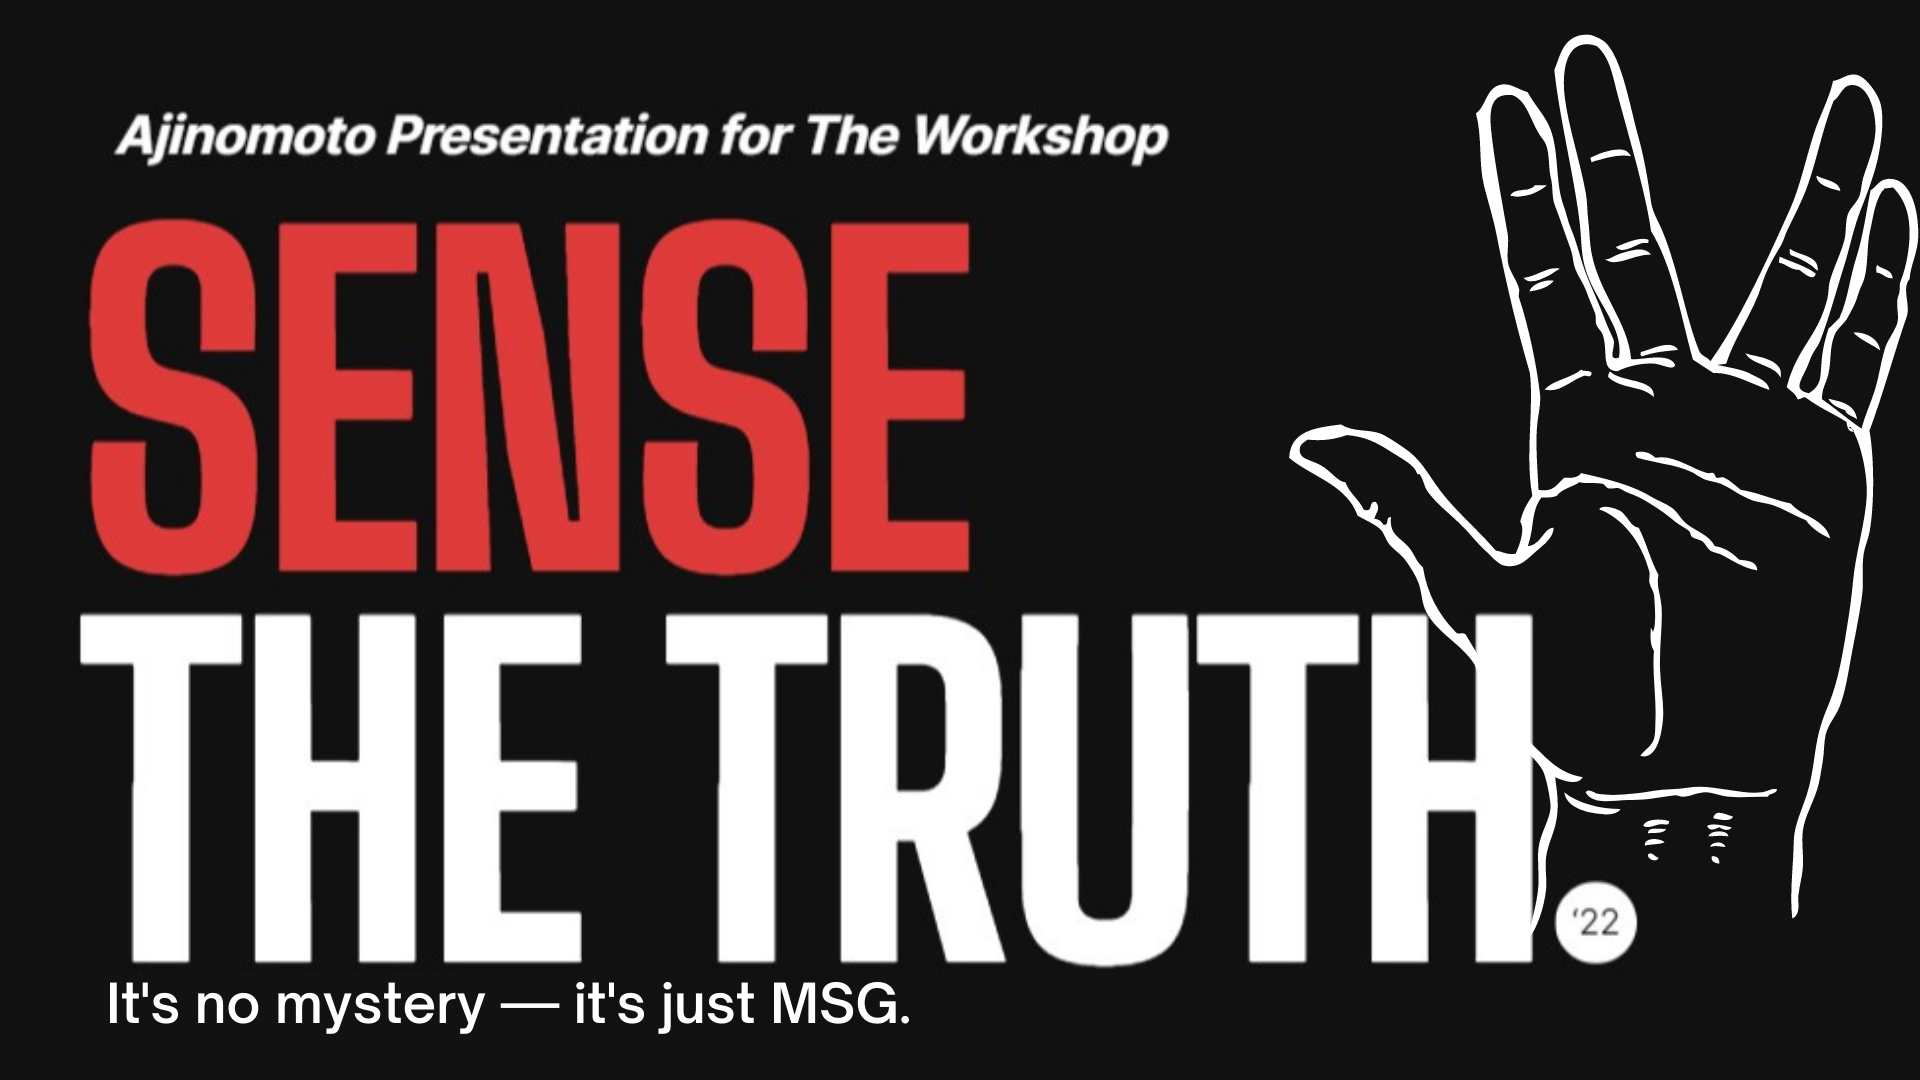 Ajinomoto Presentation for The Workshop
SENSE
THE TRUTH.
‘22
It's no mystery — it's just MSG.